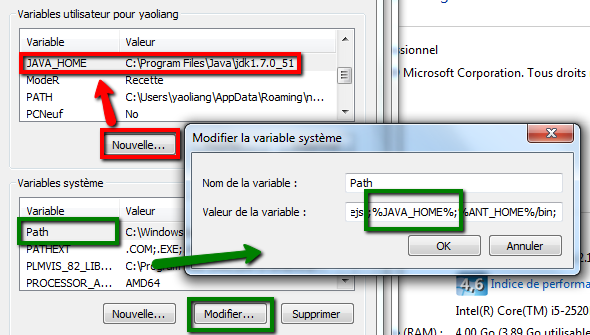 Variables utilisateur pour yaoliang
Variable Valeur
JAVA_HOME C:\Program Files\Java\jdk1.7.0_51
ModeR Recette
PATH C:\Users\yaoliang\AppData\Roaming\n...
PCNeuf No
Nouvelle...
Variables système
Variable Valeur
Path C:\Windows
PATHEXT .COM;.EXE;
PLMVIS_82_LIB... C:\Program
PROCESSOR_A... AMD64
Nouvelle... Modifier... Supprimer
Modifier la variable système
Nom de la variable : Path
Valeur de la variable : ejs\;%JAVA_HOME%;%ANT_HOME%/bin;
OK Annuler
sionnel
Microsoft Corporation. Tous droits
4,6 Indice de performa
Intel(R) Core(TM) i5-2520
(RAM) : 4,00 Go (3,89 Go utilisable